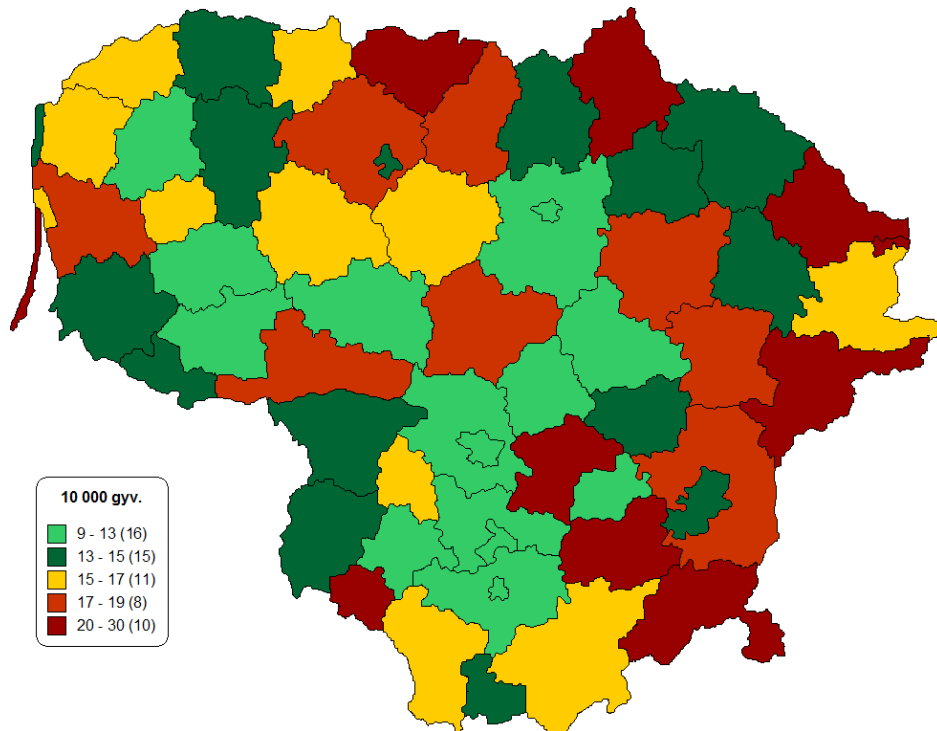 10 000 gyv.
9 - 13 (16)
13 - 15 (15)
15 - 17 (11)
17 - 19 (8)
20 - 30 (10)